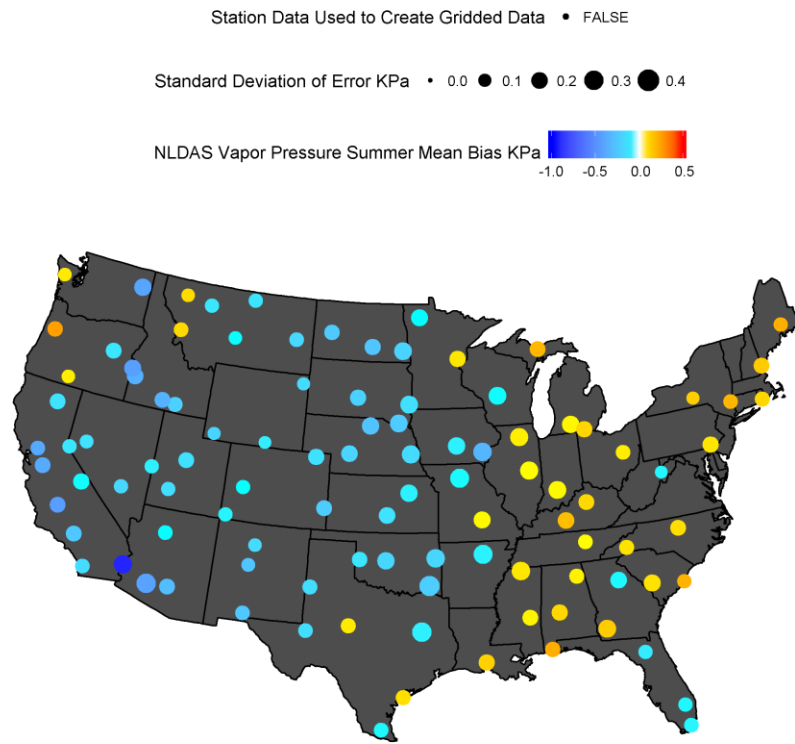 Station Data Used to Create Gridded Data FALSE
Standard Deviation of Error KPa 0.0 0.1 0.2 0.3 0.4
NLDAS Vapor Pressure Summer Mean Bias KPa
-1.0 -0.5 0.0 0.5